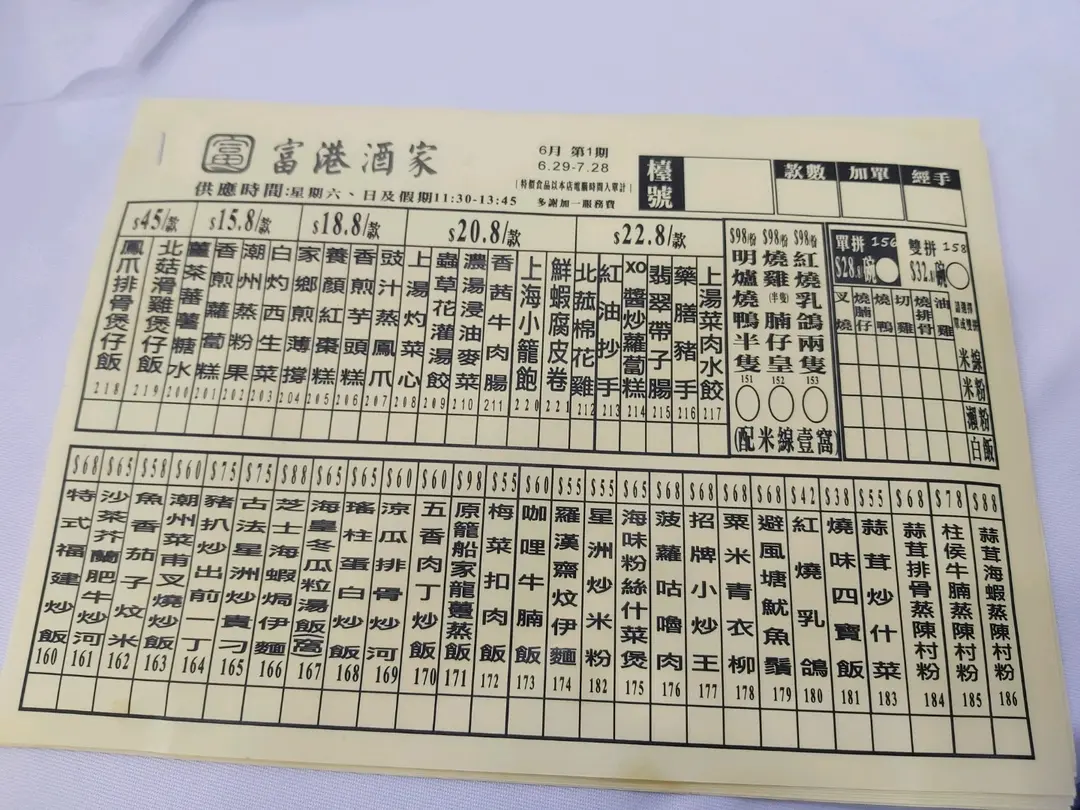 富 富港酒家
6月 第1期
6.29-7.28
供應時間:星期六、日及假期11:30-13:45
(特價食品以本店電腦時間入單計)
多謝加一服務費
檯號
款數 加單 經手
$45/款 $15.8/款 $18.8/款 $20.8/款 $22.8/款
鳳爪排骨煲仔飯 218
北菇滑雞煲仔飯 219
薑茶蕃薯糖水 200
香煎蘿蔔糕 201
潮州蒸粉果 202
白灼西生菜 203
家鄉煎薄撐 204
養顏紅棗糕 205
香煎芋頭糕 206
豉汁蒸鳳爪 207
上湯灼菜心 208
蟲草花灌湯餃 209
濃湯浸油麥菜 210
香茜牛肉腸 211
上海小籠飽 220
鮮蝦腐皮卷 221
北菰棉花雞 212
紅油抄手 213
XO醬炒蘿蔔糕 214
翡翠帶子腸 215
藥膳豬手 216
上湯菜肉水餃 217
$98/份 明爐燒鴨半隻 151
$98/份 燒雞(半隻)腩仔皇 152
$98/份 紅燒乳鴿兩隻 153
(配米線壹窩)
單拼 156
$28.8/碗
雙拼 158
$32.8/碗
叉燒
燒腩仔
燒鴨
切雞
燒排骨
油雞
米線
米粉
瀨粉
白飯
$68 特式福建炒飯 160
$65 沙茶芥蘭肥牛炒河 161
$58 魚香茄子炆米 162
$60 潮州菜甫叉燒炒飯 163
$75 豬扒炒出前一丁 164
$75 古法星洲炒貴刁 165
$88 芝士海蝦焗伊麵 166
$65 海皇冬瓜粒湯飯窩 167
$65 瑤柱蛋白炒飯 168
$60 涼瓜排骨炒河 169
$60 五香肉丁炒飯 170
$98 原籠船家龍躉蒸飯 171
$55 梅菜扣肉飯 172
$60 咖哩牛腩飯 173
$55 羅漢齋炆伊麵 174
$55 星洲炒米粉 182
$65 海味粉絲什菜煲 175
$68 菠蘿咕嚕肉 176
$68 招牌小炒王 177
$68 粟米青衣柳 178
$68 避風塘魷魚鬚 179
$42 紅燒乳鴿 180
$38 燒味四寶飯 181
$55 蒜茸炒什菜 183
$68 蒜茸排骨蒸陳村粉 184
$78 柱侯牛腩蒸陳村粉 185
$88 蒜茸海蝦蒸陳村粉 186